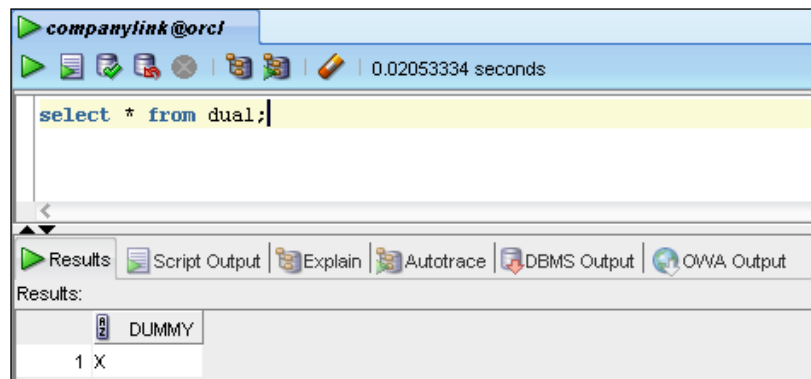 companylink@orcl
0.02053334 seconds
select * from dual;
Results Script Output Explain Autotrace DBMS Output OWA Output
Results:
DUMMY
1 X